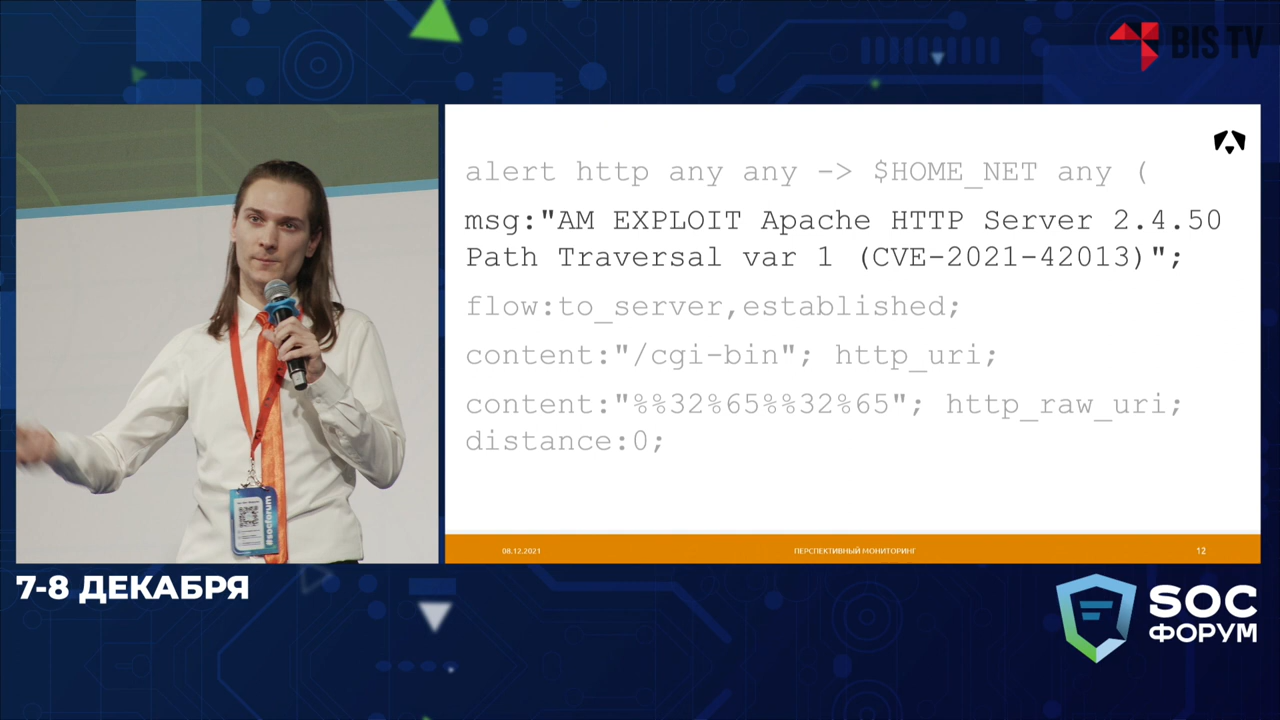 BIS TV
alert http any any -> $HOME_NET any (
msg:"AM EXPLOIT Apache HTTP Server 2.4.50
Path Traversal var 1 (CVE-2021-42013)";
flow:to_server,established;
content:"/cgi-bin"; http_uri;
content:"%%32%65%%32%65"; http_raw_uri;
distance:0;
#socforum
08.12.2021
ПЕРСПЕКТИВНЫЙ МОНИТОРИНГ
12
7-8 ДЕКАБРЯ
SOC
ФОРУМ